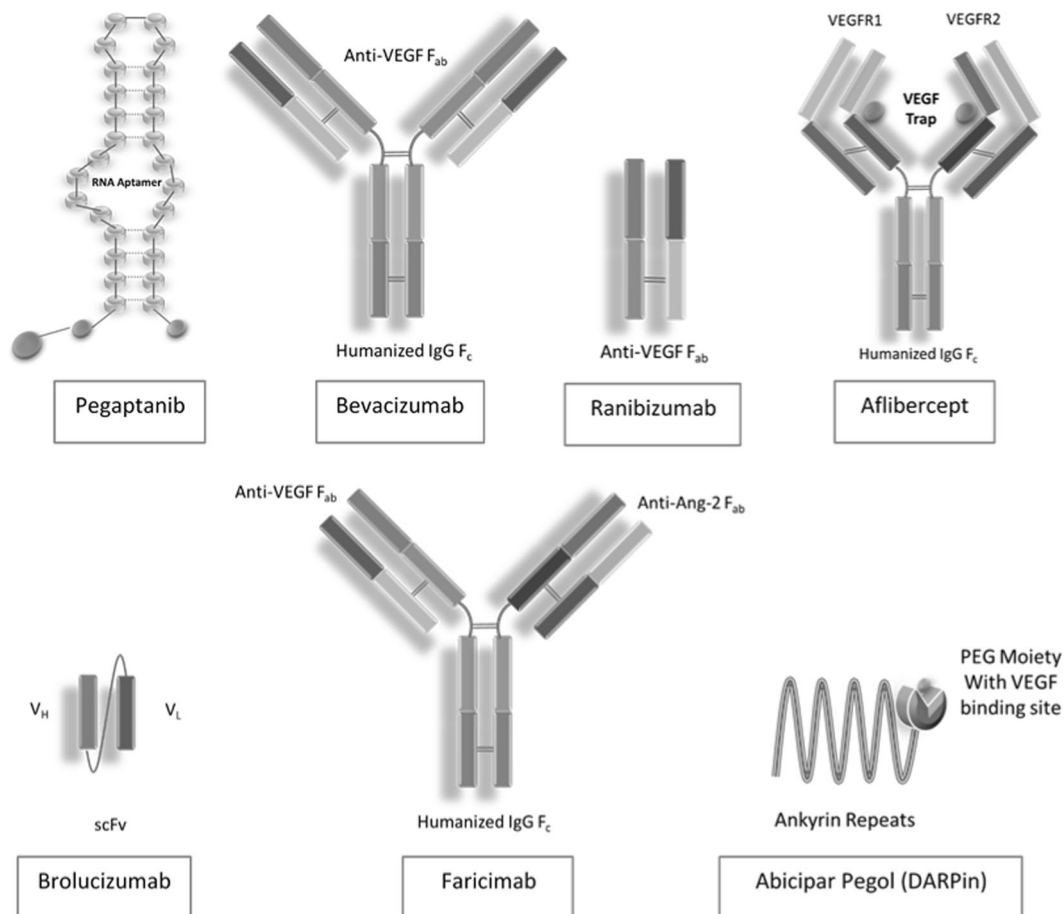 VEGFR1
VEGFR2
Anti-VEGF Fab
VEGF
Trap
RNA Aptamer
Humanized IgG Fc
Anti-VEGF Fab
Humanized IgG Fc
Pegaptanib
Bevacizumab
Ranibizumab
Aflibercept
Anti-VEGF Fab
Anti-Ang-2 Fab
PEG Moiety
With VEGF
binding site
VH
VL
scFv
Humanized IgG Fc
Ankyrin Repeats
Brolucizumab
Faricimab
Abicipar Pegol (DARPin)